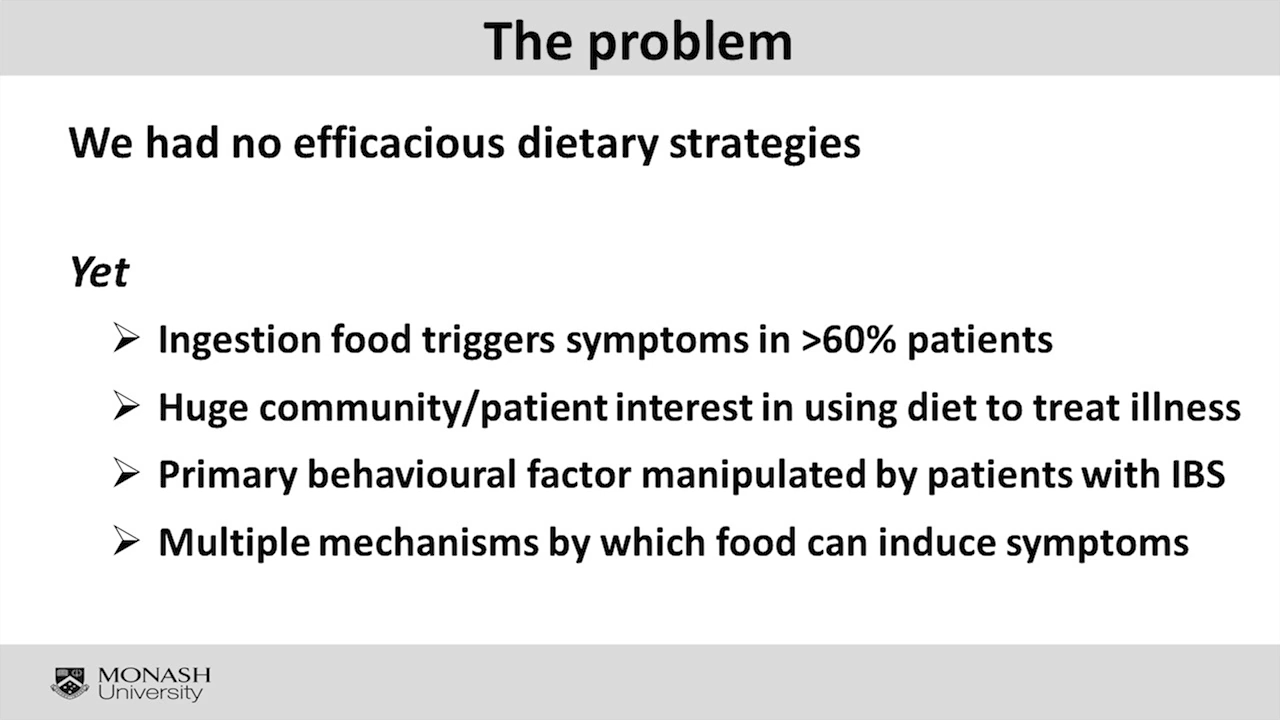 The problem
We had no efficacious dietary strategies
Yet
Ingestion food triggers symptoms in >60% patients
Huge community/patient interest in using diet to treat illness
Primary behavioural factor manipulated by patients with IBS
Multiple mechanisms by which food can induce symptoms
MONASH
University